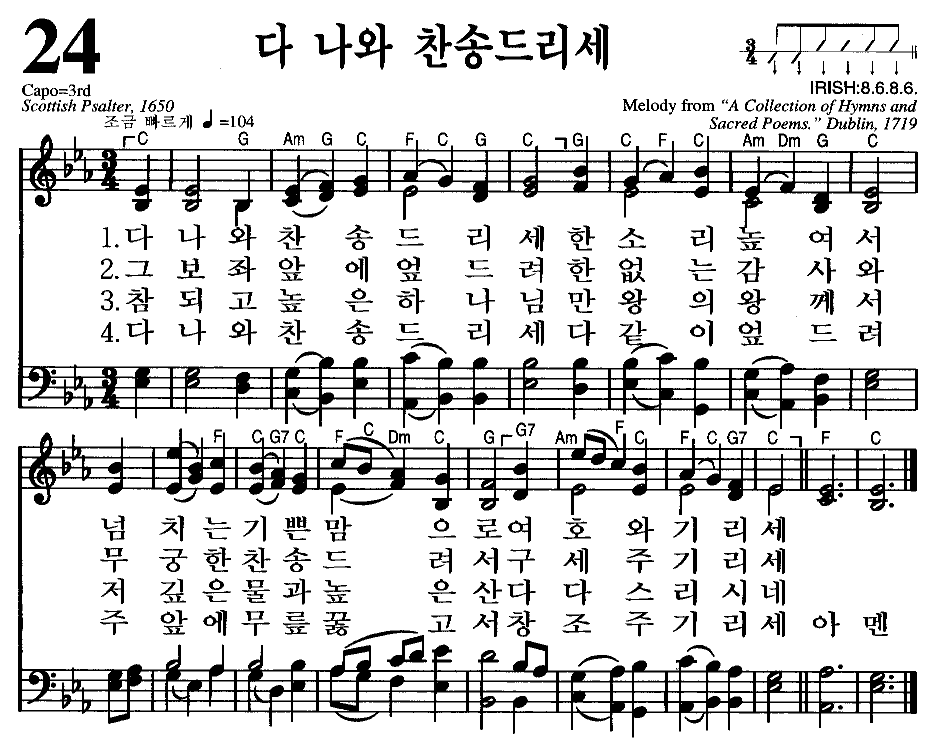 24
다 나와 찬송드리세
3
4
Capo=3rd
IRISH:8.6.8.6.
Scottish Psalter, 1650
Melody from "A Collection of Hymns and
조금 빠르게 ♩=104
Sacred Poems." Dublin, 1719
C G Am G C F C G C G C F C Am Dm G C
1.다 나 와 찬 송 드 리 세 한 소 리 높 여 서
2.그 보 좌 앞 에 엎 드 려 한 없 는 감 사 와
3.참 되 고 높 은 하 나 님 만 왕 의 왕 께 서
4.다 나 와 찬 송 드 리 세 다 같 이 엎 드 려
F C G7 C F C Dm C G G7 Am F C F C G7 C F C
넘 치 는 기 쁜 맘 으 로 여 호 와 기 리 세
무 궁 한 찬 송 드 려 서 구 세 주 기 리 세
저 깊 은 물 과 높 은 산 다 다 스 리 시 네
주 앞 에 무 릎 꿇 고 서 창 조 주 기 리 세 아 멘